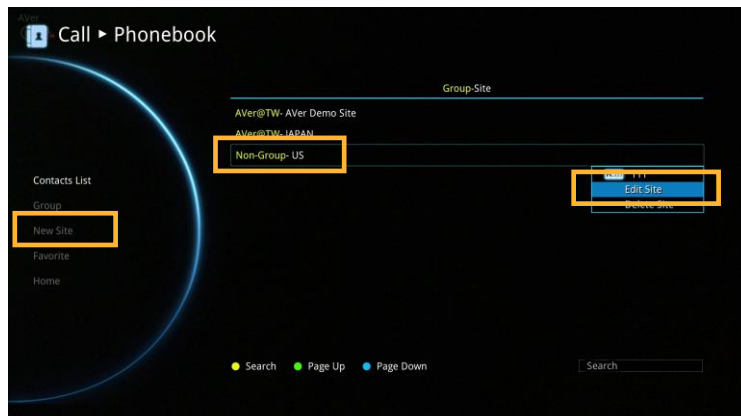 AVer
Call ► Phonebook
Group-Site
AVer@TW- AVer Demo Site
AVer@TW- JAPAN
Non-Group- US
Contacts List
Edit Site
Group
Delete Site
New Site
Favorite
Home
Search
Page Up
Page Down
Search